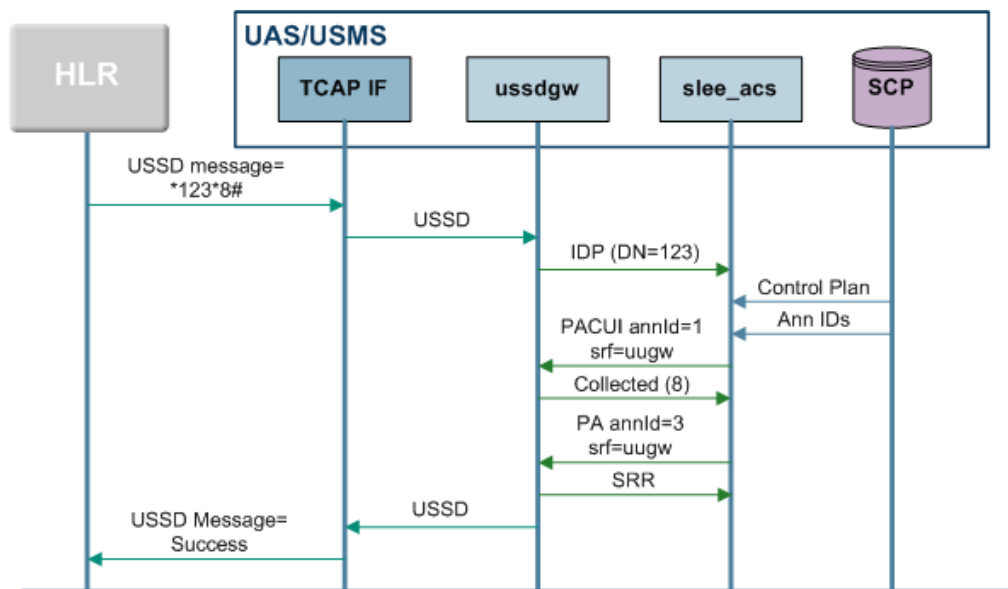 UAS/USMS
HLR
TCAP IF
ussdgw
slee_acs
SCP
USSD message=
*123*8#
USSD
IDP (DN=123)
Control Plan
Ann IDs
PACUI annId=1
srf=uugw
Collected (8)
PA annId=3
srf=uugw
SRR
USSD
USSD Message=
Success